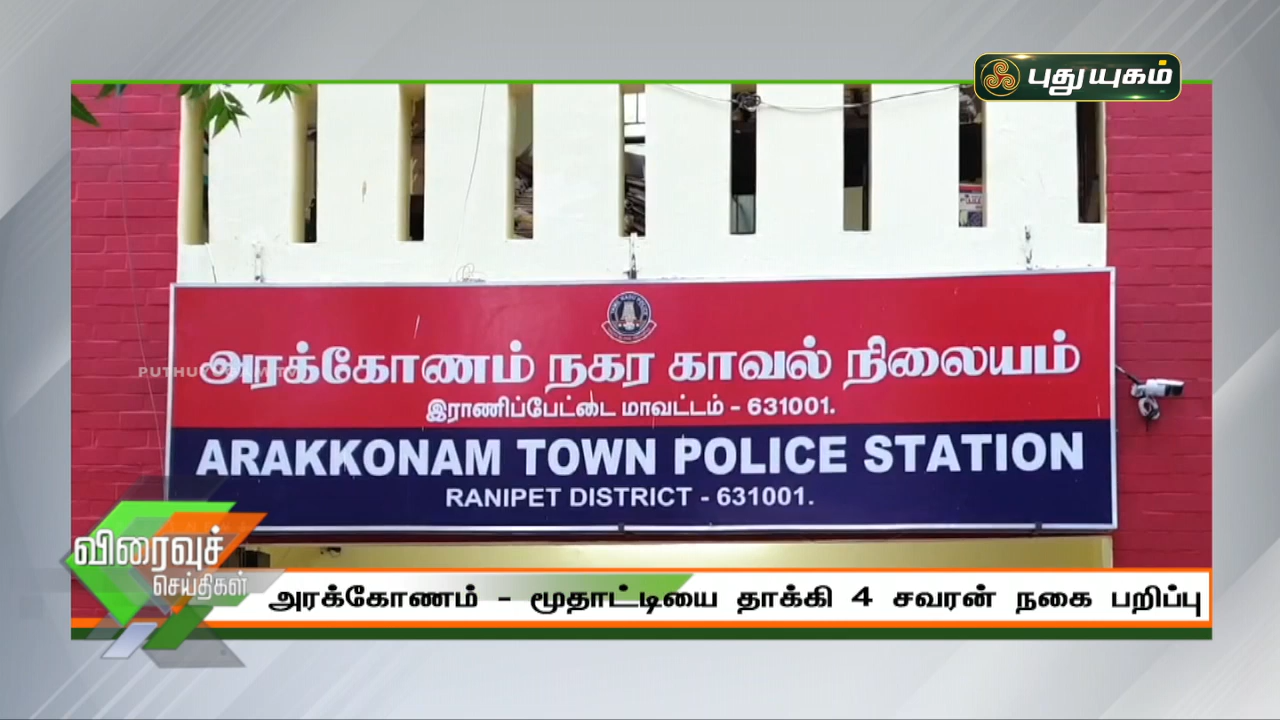 புதுயுகம்
அரக்கோணம் நகர காவல் நிலையம்
இராணிப்பேட்டை மாவட்டம் - 631001.
ARAKKONAM TOWN POLICE STATION
RANIPET DISTRICT - 631001.
விரைவுச்
செய்திகள்
அரக்கோணம் - மூதாட்டியை தாக்கி 4 சவரன் நகை பறிப்பு